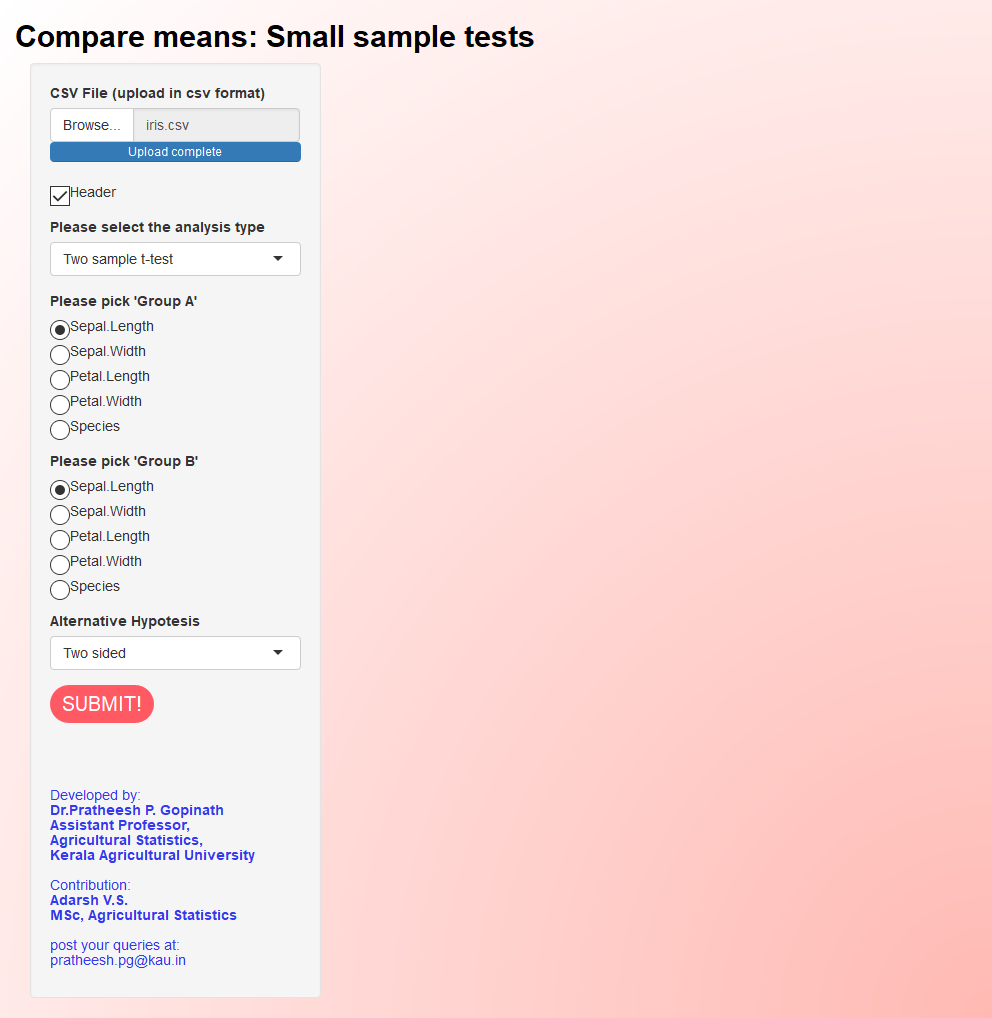 Compare means: Small sample tests
CSV File (upload in csv format)
Browse... iris.csv
Upload complete
Header
Please select the analysis type
Two sample t-test
Please pick 'Group A'
Sepal.Length
Sepal.Width
Petal.Length
Petal.Width
Species
Please pick 'Group B'
Sepal.Length
Sepal.Width
Petal.Length
Petal.Width
Species
Alternative Hypotesis
Two sided
SUBMIT!
Developed by:
Dr.Pratheesh P. Gopinath
Assistant Professor,
Agricultural Statistics,
Kerala Agricultural University
Contribution:
Adarsh V.S.
MSc, Agricultural Statistics
post your queries at:
pratheesh.pg@kau.in